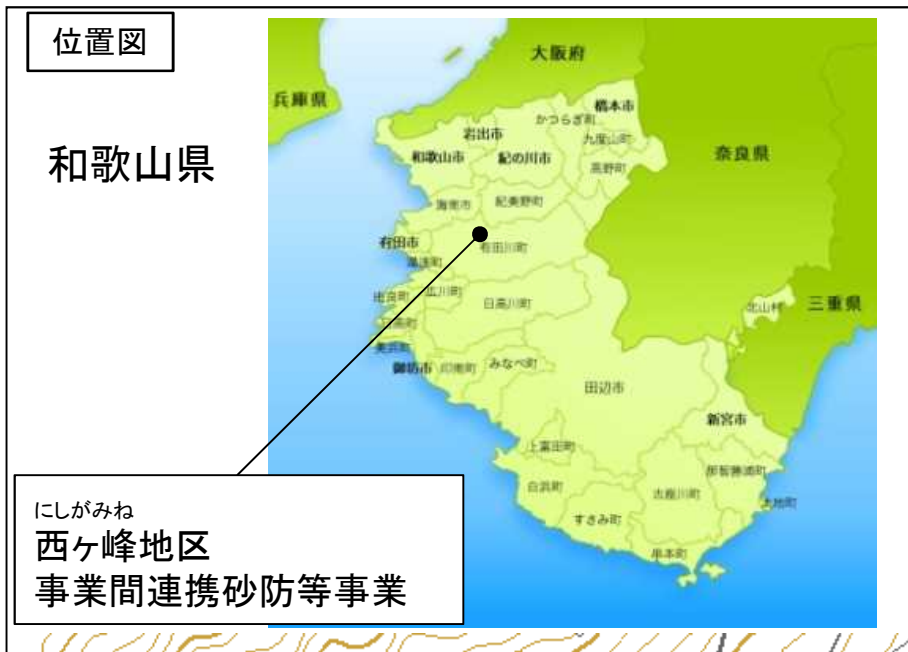 位置図
和歌山県
大阪府
兵庫県
橋本市
かつらぎ町
岩出市
九度山町
和歌山市
紀の川市
奈良県
高野町
海南市
紀美野町
有田市
有田川町
湯浅町
由良町
広川町
日高川町
北山村
三重県
日高町
美浜町
御坊市
印南町
みなべ町
田辺市
新宮市
上富田町
那智勝浦町
白浜町
古座川町
太地町
すさみ町
串本町
にしがみね
西ヶ峰地区
事業間連携砂防等事業